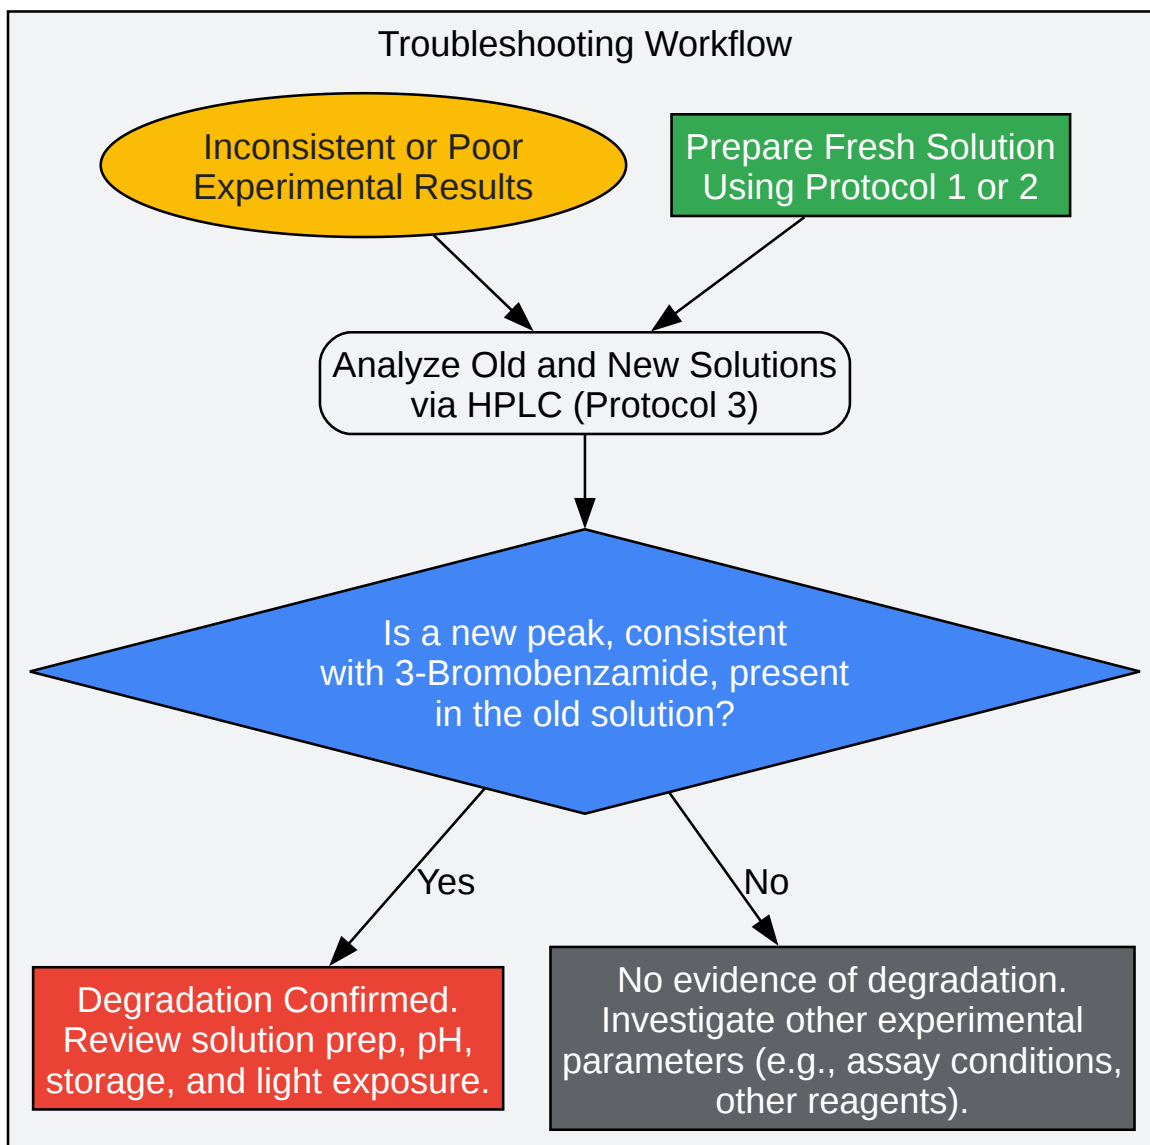 Troubleshooting Workflow
Inconsistent or Poor
Experimental Results
Prepare Fresh Solution
Using Protocol 1 or 2
Analyze Old and New Solutions
via HPLC (Protocol 3)
Is a new peak, consistent
with 3-Bromobenzamide, present
in the old solution?
Yes
No
Degradation Confirmed.
Review solution prep, pH,
storage, and light exposure.
No evidence of degradation.
Investigate other experimental
parameters (e.g., assay conditions,
other reagents).